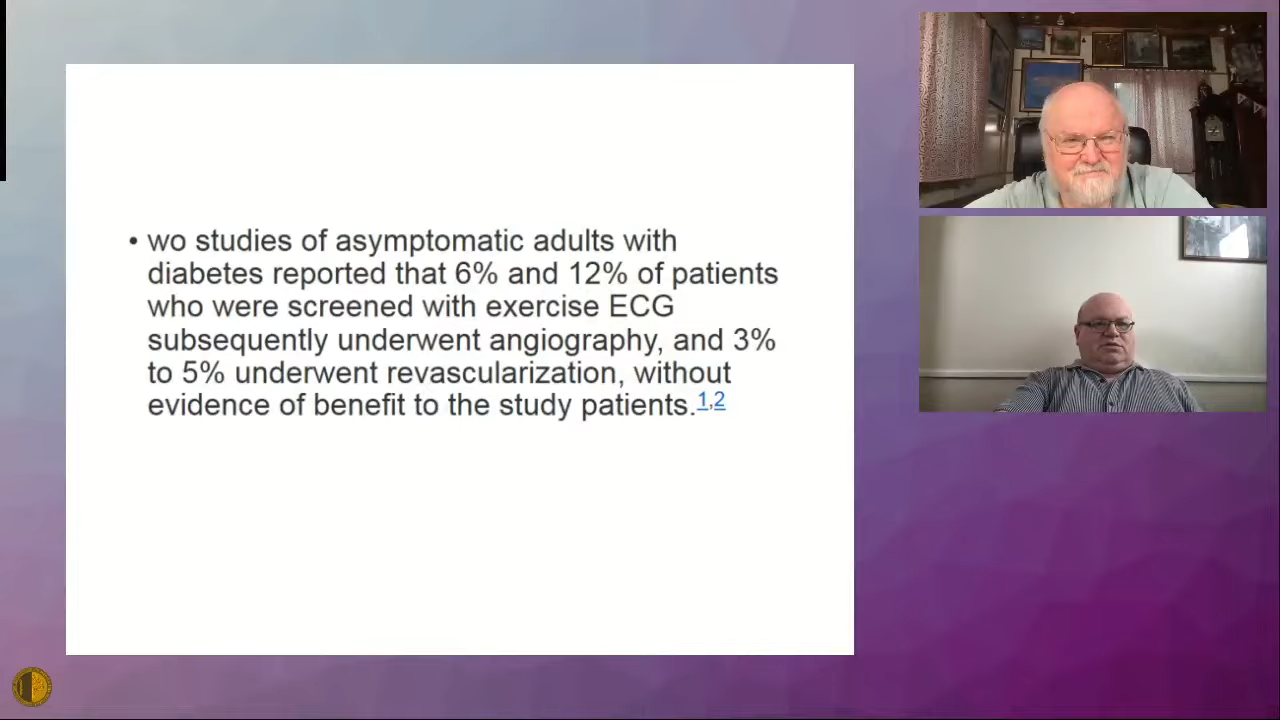 • wo studies of asymptomatic adults with
diabetes reported that 6% and 12% of patients
who were screened with exercise ECG
subsequently underwent angiography, and 3%
to 5% underwent revascularization, without
evidence of benefit to the study patients.1,2